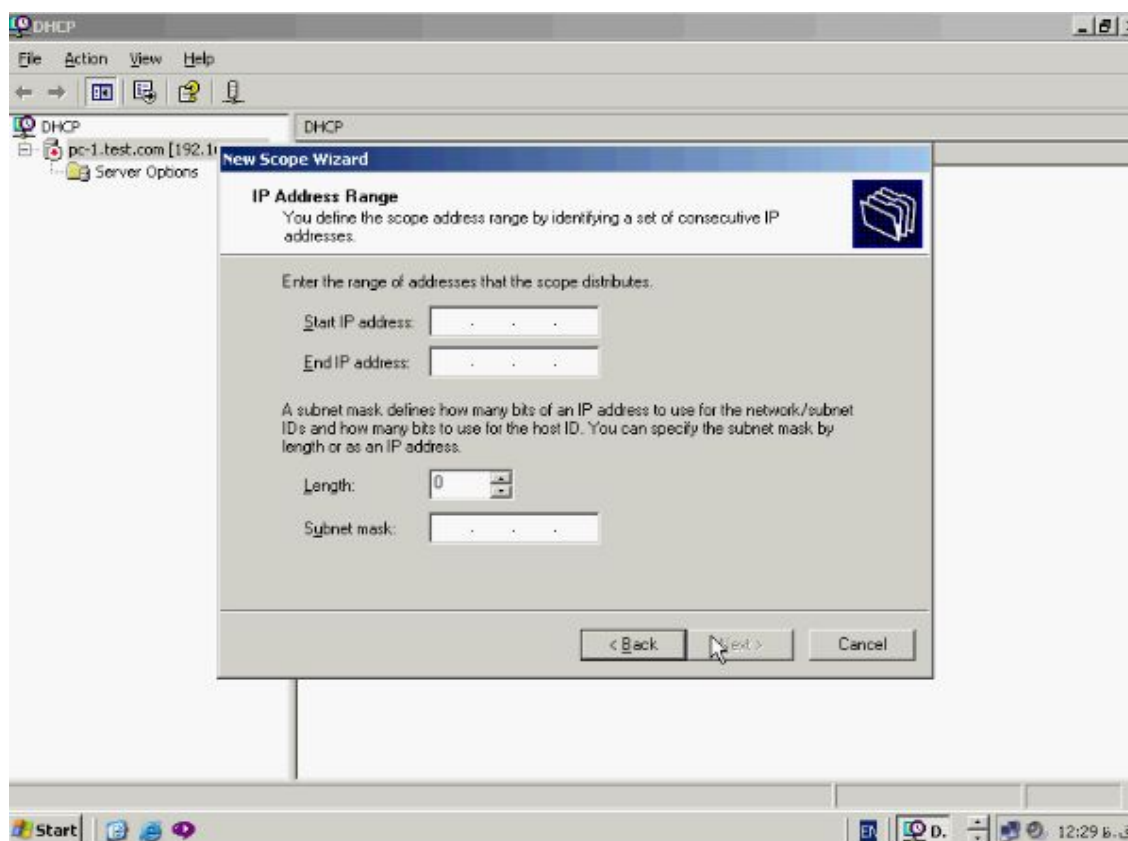 DHCP
File Action View Help
DHCP
DHCP
pc-1.test.com [192.1
Server Options
New Scope Wizard
IP Address Range
You define the scope address range by identifying a set of consecutive IP
addresses.
Enter the range of addresses that the scope distributes.
Start IP address:
End IP address:
A subnet mask defines how many bits of an IP address to use for the network/subnet
IDs and how many bits to use for the host ID. You can specify the subnet mask by
length or as an IP address.
Length: 0
Subnet mask:
< Back Next > Cancel
Start EN D. 12:29